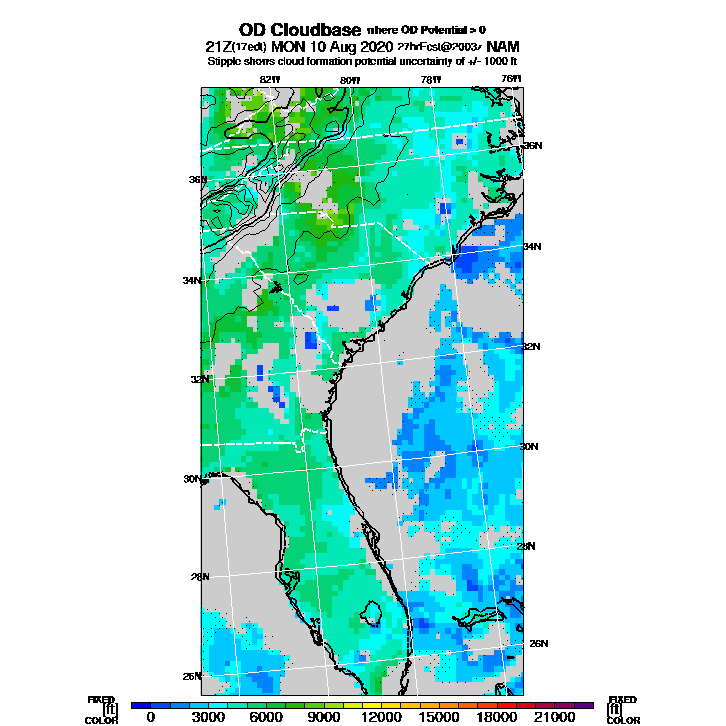 OD Cloudbase where OD Potential > 0
21Z(17edt) MON 10 Aug 2020 27hrFcst@2003z NAM
Stipple shows cloud formation potential uncertainty of +/- 1000 ft
82W 80W 78W 76W
36N 36N
34N 34N
32N 32N
30N 30N
28N 28N
26N 26N
FIXED FIXED
[ft] 0 3000 6000 9000 12000 15000 18000 21000 [ft]
COLOR COLOR